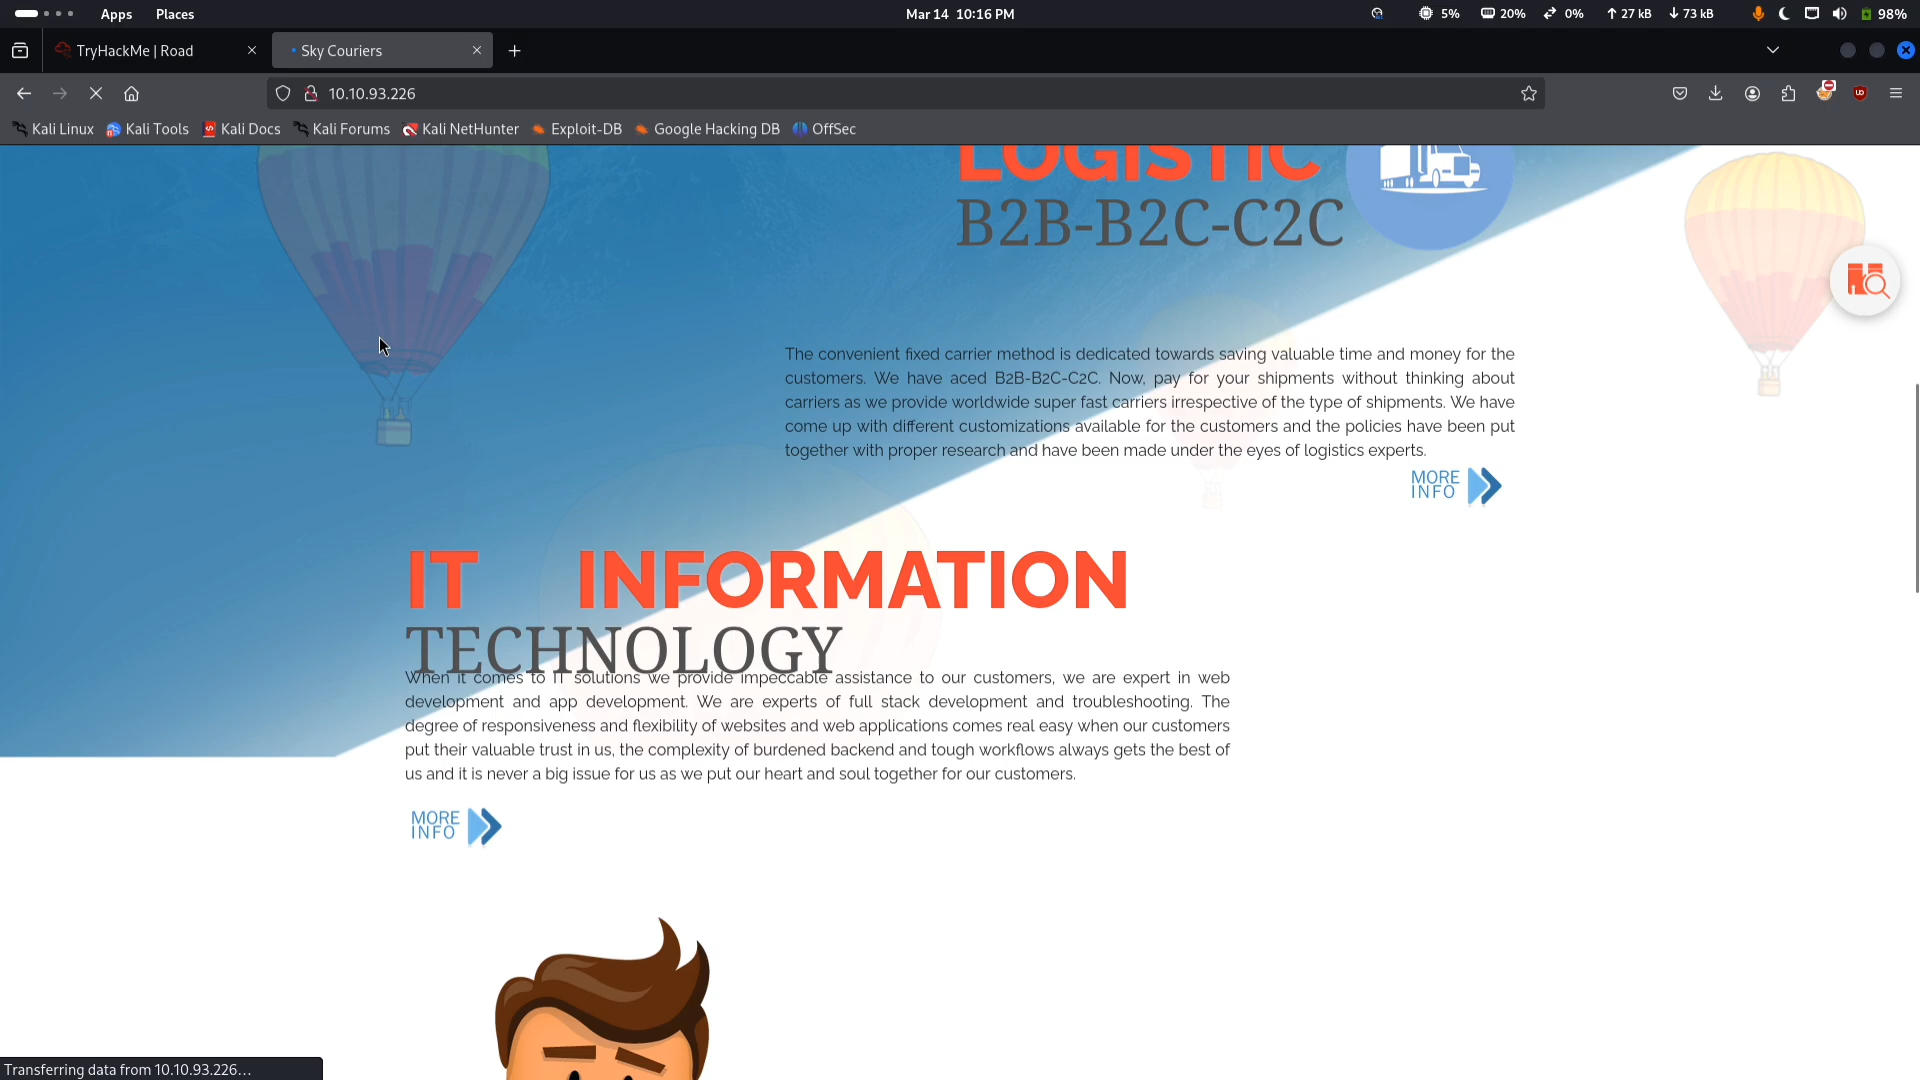 Apps Places Mar 14 10:16 PM 5% 20% 0% 27 kB 73 kB 98%
TryHackMe | Road Sky Couriers
10.10.93.226
Kali Linux Kali Tools Kali Docs Kali Forums Kali NetHunter Exploit-DB Google Hacking DB OffSec
LOGISTIC
B2B-B2C-C2C
The convenient fixed carrier method is dedicated towards saving valuable time and money for the
customers. We have aced B2B-B2C-C2C. Now, pay for your shipments without thinking about
carriers as we provide worldwide super fast carriers irrespective of the type of shipments. We have
come up with different customizations available for the customers and the policies have been put
together with proper research and have been made under the eyes of logistics experts.
MORE
INFO
IT INFORMATION
TECHNOLOGY
When it comes to IT solutions we provide impeccable assistance to our customers, we are expert in web
development and app development. We are experts of full stack development and troubleshooting. The
degree of responsiveness and flexibility of websites and web applications comes real easy when our customers
put their valuable trust in us, the complexity of burdened backend and tough workflows always gets the best of
us and it is never a big issue for us as we put our heart and soul together for our customers.
MORE
INFO
Transferring data from 10.10.93.226...